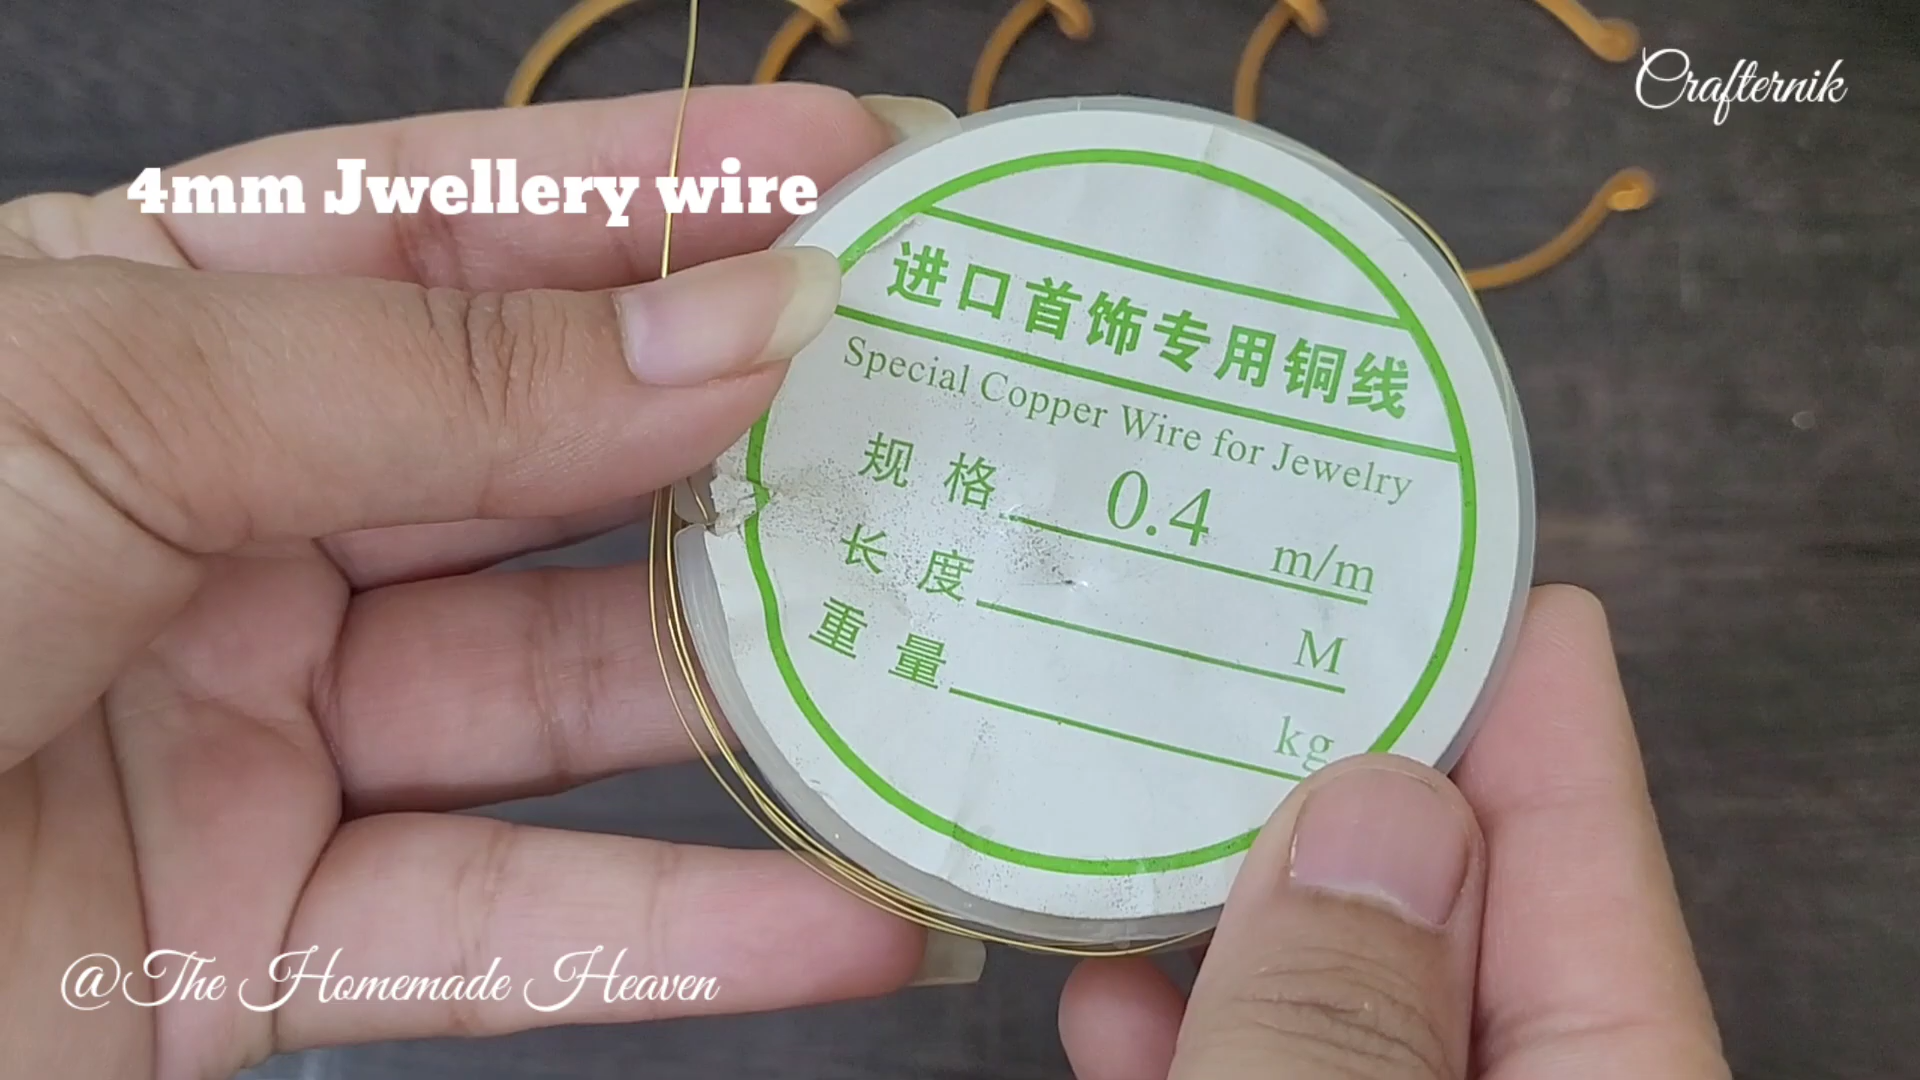 Crafternik
4mm Jwellery wire
进口首饰专用铜线
Special Copper Wire for Jewelry
规 格 0.4 m/m
长 度 M
重 量 kg
@The Homemade Heaven